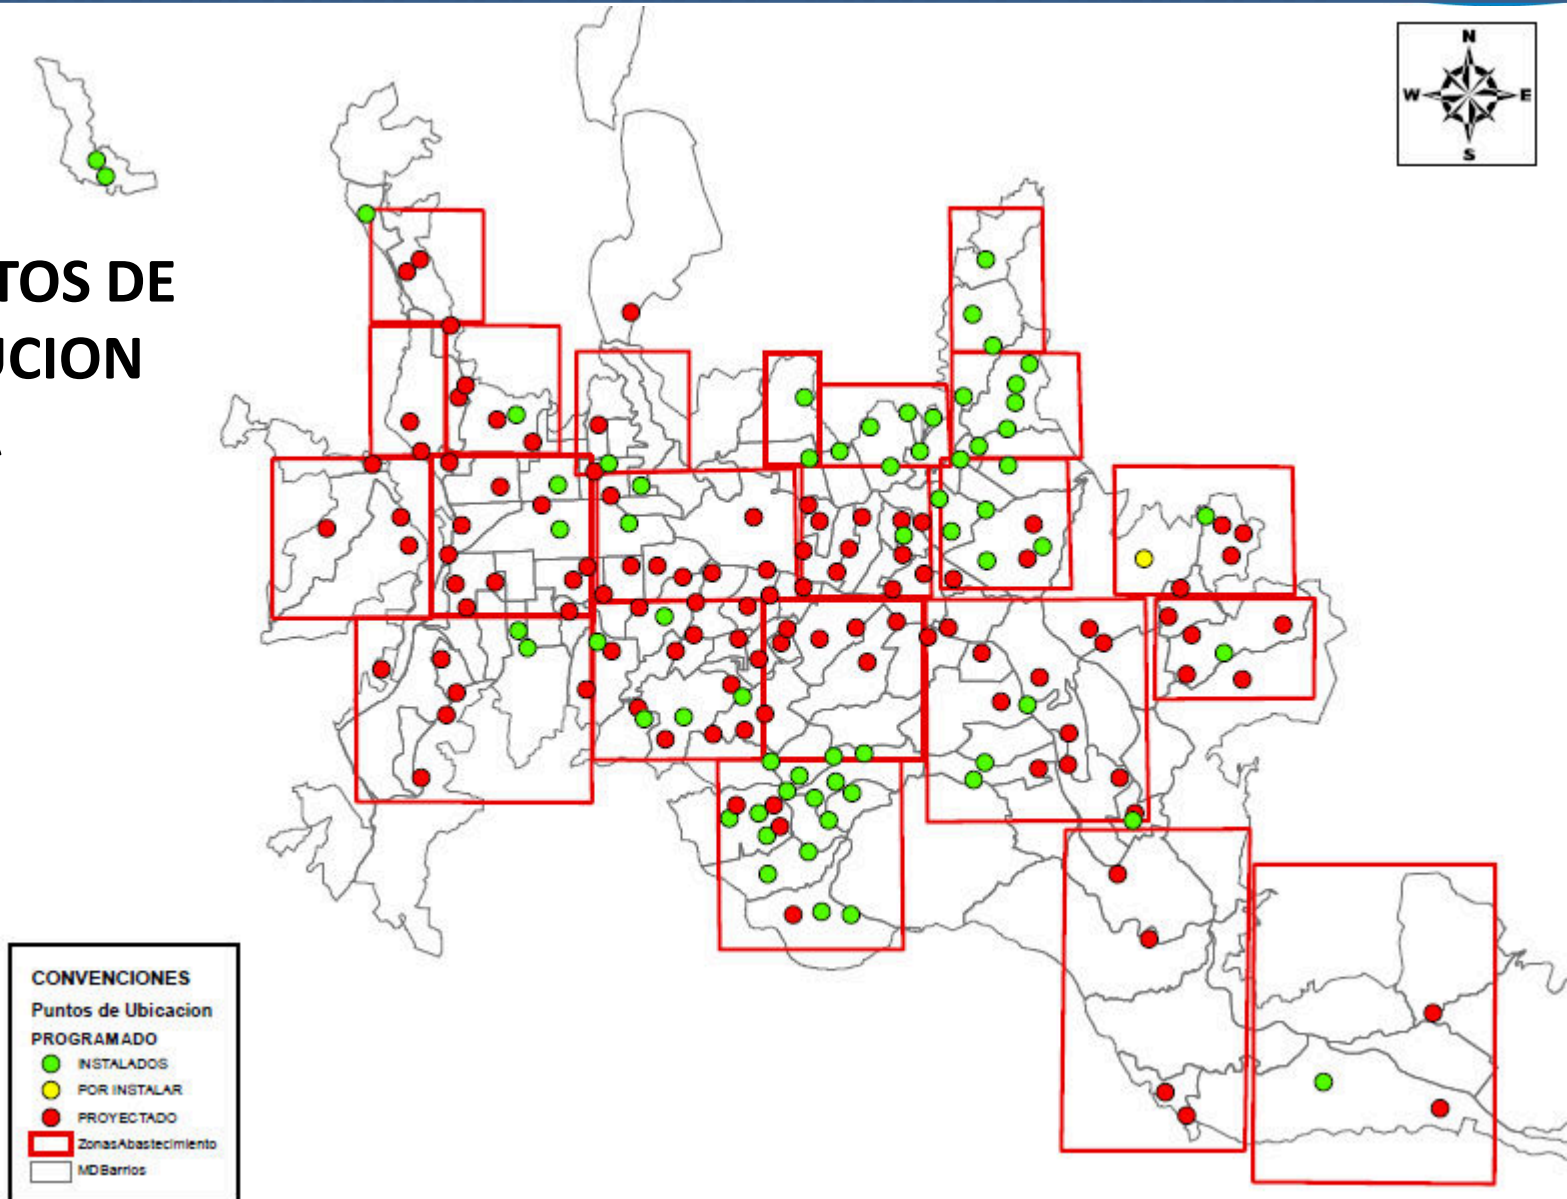 N
W E
S
TOS DE
UCION
CONVENCIONES
Puntos de Ubicacion
PROGRAMADO
INSTALADOS
POR INSTALAR
PROYECTADO
ZonasAbastecimiento
MDBarrios